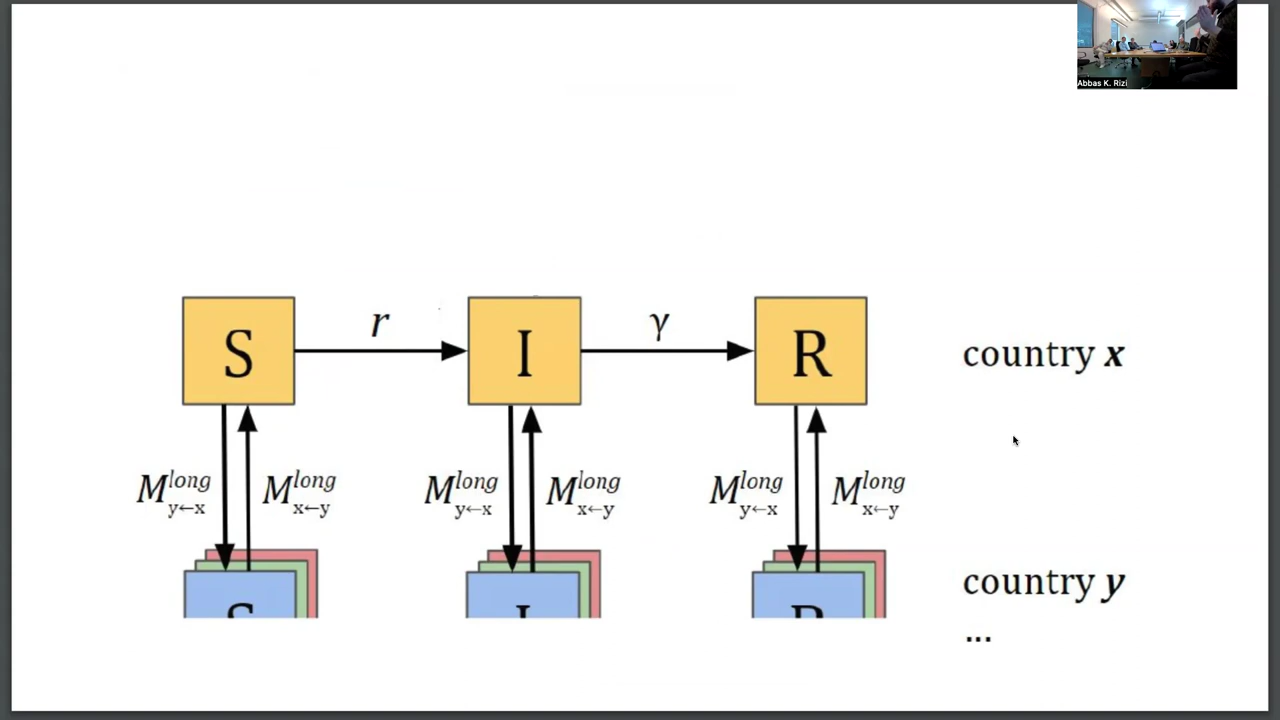 Abbas K. Rizi
r
γ
S
I
R
country x
M^long_y←x
M^long_x←y
M^long_y←x
M^long_x←y
M^long_y←x
M^long_x←y
S
I
R
country y
...